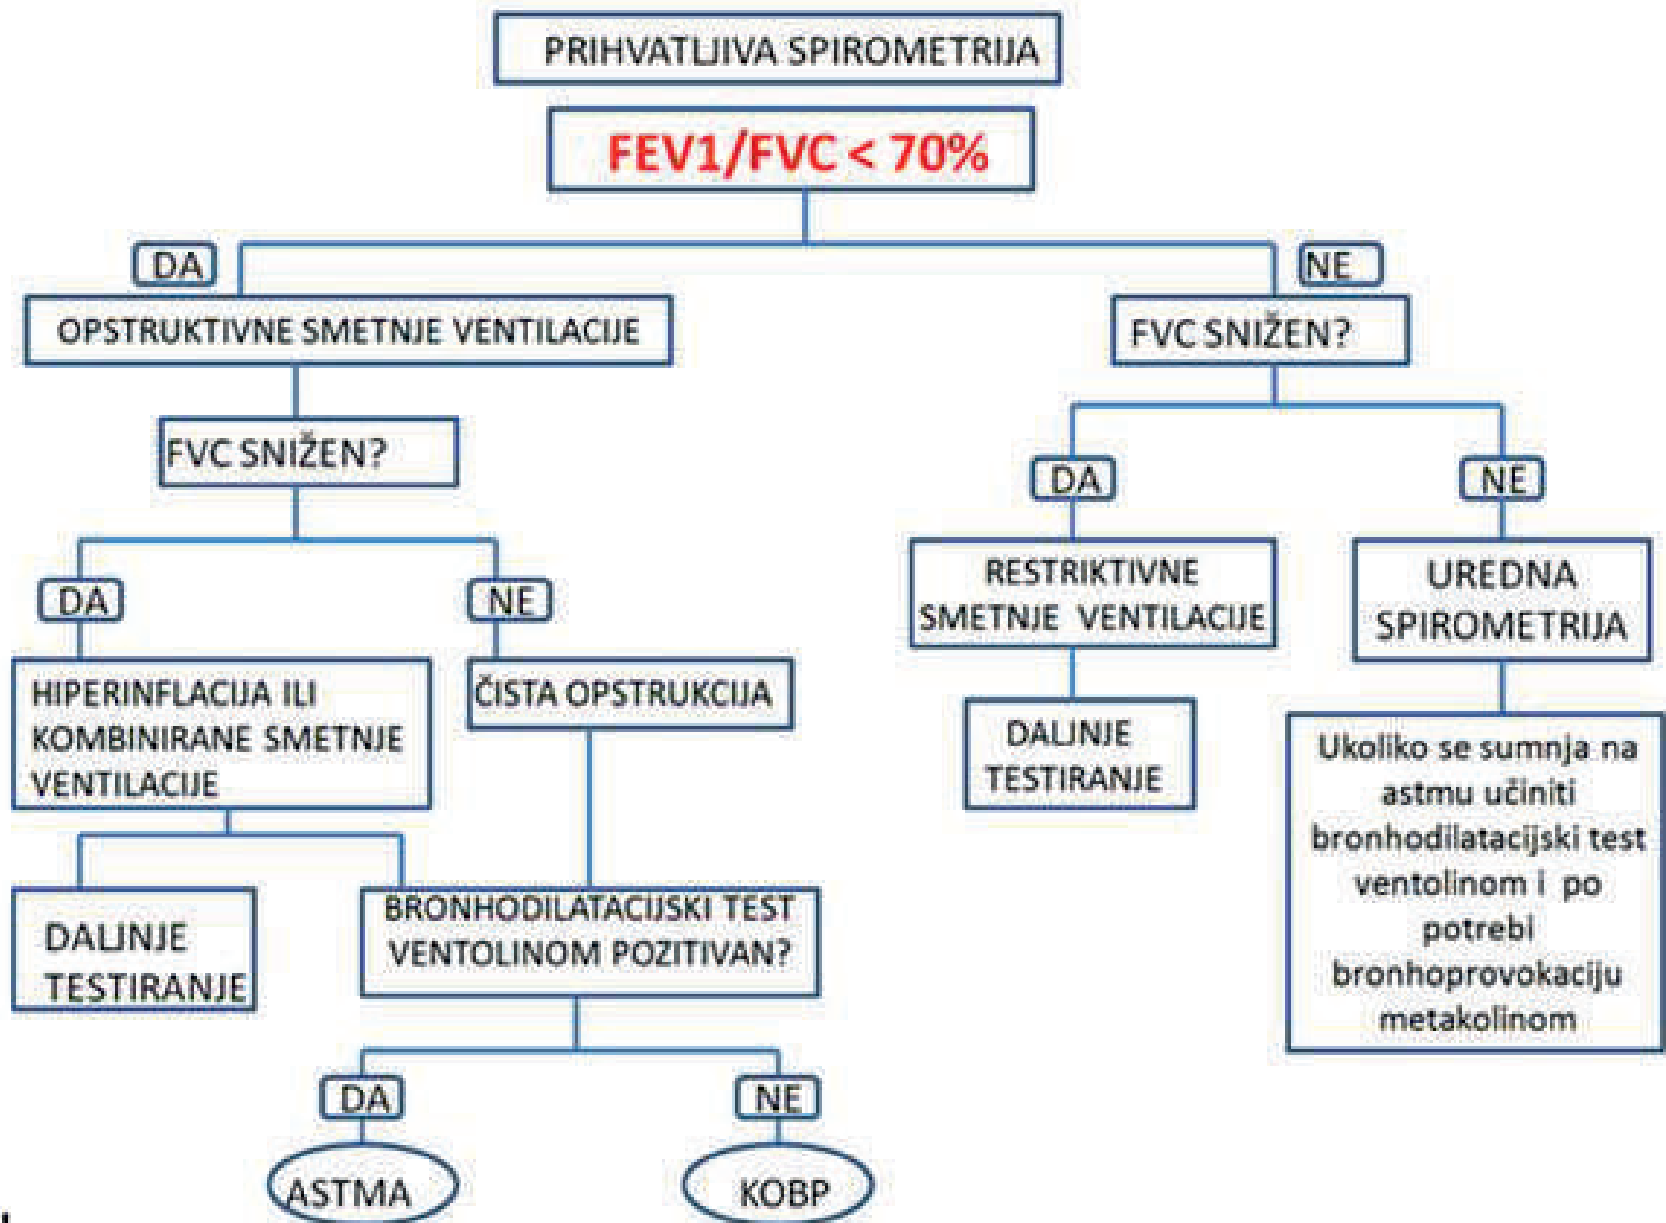 PRIHVATLJIVA SPIROMETRIJA
FEV1/FVC < 70%
DA
NE
OPSTRUKTIVNE SMETNJE VENTILACIJE
FVC SNIŽEN?
FVC SNIŽEN?
DA
NE
DA
NE
RESTRIKTIVNE
SMETNJE VENTILACIJE
UREDNA
SPIROMETRIJA
HIPERINFLACIJA ILI
KOMBINIRANE SMETNJE
VENTILACIJE
ČISTA OPSTRUKCIJA
DALJNJE
TESTIRANJE
Ukoliko se sumnja na
astmu učiniti
bronhodilatacijski test
ventolinom i po
potrebi
bronhoprovokaciju
metakolinom
DALJNJE
TESTIRANJE
BRONHODILATACIJSKI TEST
VENTOLINOM POZITIVAN?
DA
NE
ASTMA
KOBP